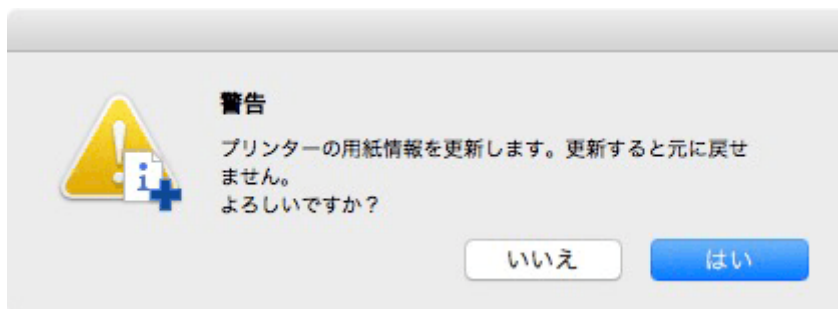 警告
プリンターの用紙情報を更新します。更新すると元に戻せ
ません。
よろしいですか？
いいえ
はい